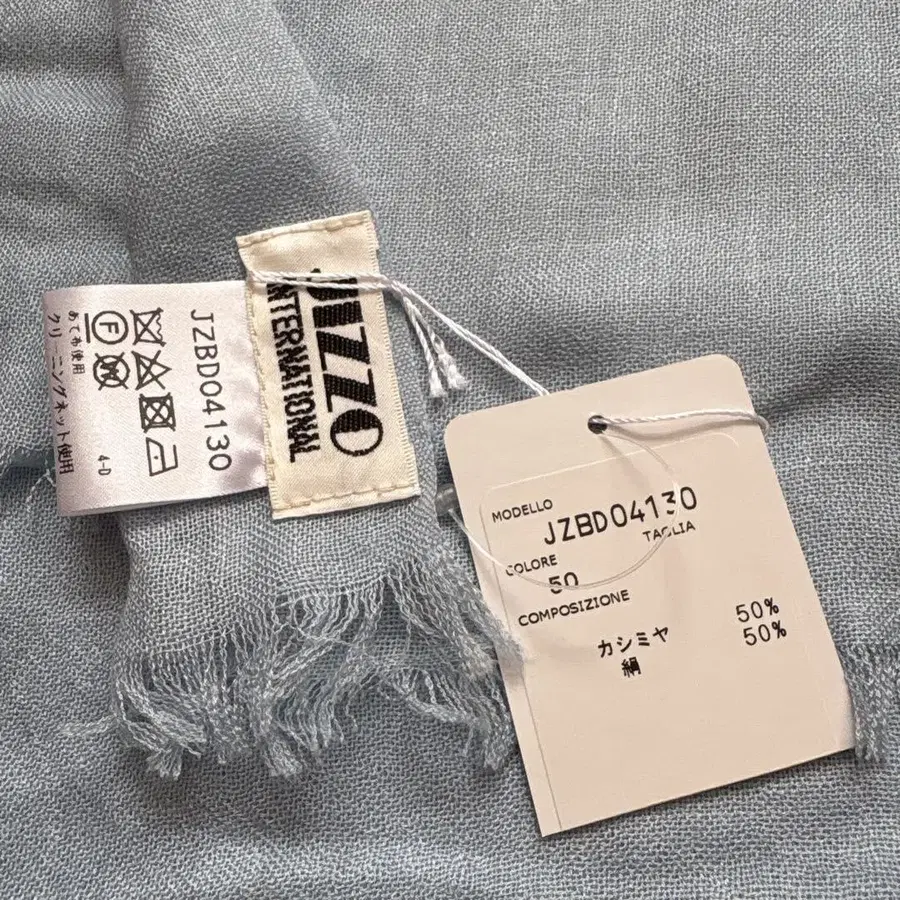 JZBD04130
F
W
あて布使用
クリーニングネット使用
4-D
INTERNATIONAL
MODELLO
JZBD04130
TAGLIA
COLORE
50
COMPOSIZIONE
カシミヤ 50%
絹 50%